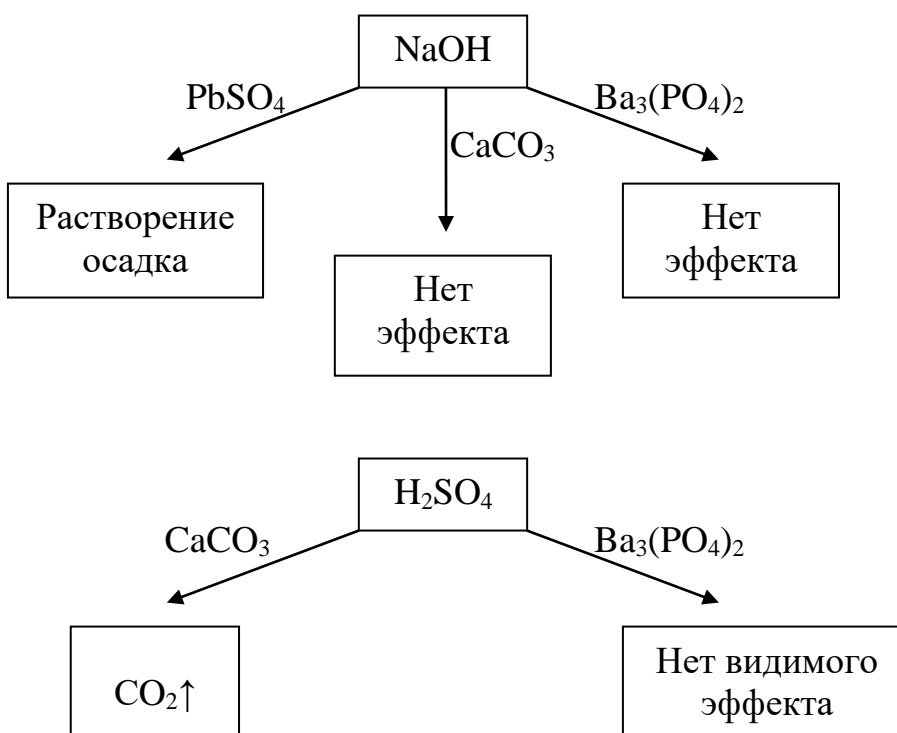 NaOH
PbSO₄
Ba₃(PO₄)₂
CaCO₃
Растворение
осадка
Нет
эффекта
Нет
эффекта
H₂SO₄
CaCO₃
Ba₃(PO₄)₂
CO₂↑
Нет видимого
эффекта